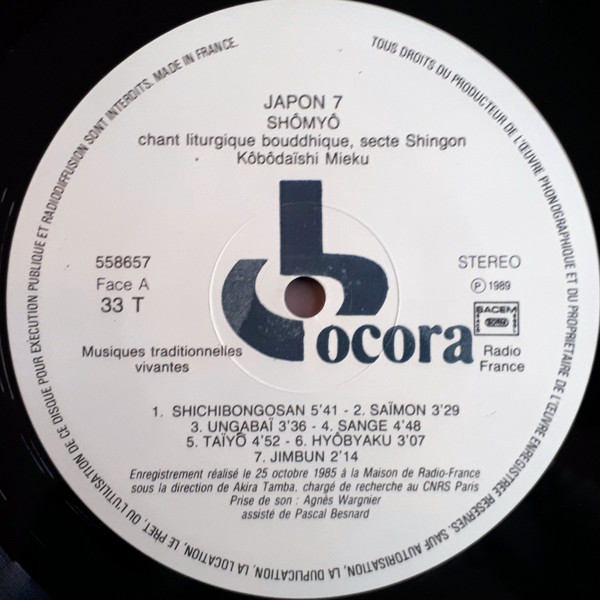 TOUS DROITS DU PRODUCTEUR DE L'ŒUVRE PHONOGRAPHIQUE ET DU PROPRIETAIRE DE L'ŒUVRE ENREGISTREE RESERVES. SAUF AUTORISATION, LA DUPLICATION, LA LOCATION, LE PRET, OU L'UTILISATION DE CE DISQUE POUR EXECUTION PUBLIQUE ET RADIODIFFUSION SONT INTERDITS. MADE IN FRANCE.
JAPON 7
SHÔMYÔ
chant liturgique bouddhique, secte Shingon
Kôbôdaïshi Mieku
558657
Face A
33 T
STEREO
Ⓟ 1989
SACEM
ocora
Musiques traditionnelles
vivantes
Radio
France
1. SHICHIBONGOSAN 5'41 - 2. SAÏMON 3'29
3. UNGABAÏ 3'36 - 4. SANGE 4'48
5. TAÏYÔ 4'52 - 6. HYÔBYAKU 3'07
7. JIMBUN 2'14
Enregistrement réalisé le 25 octobre 1985 à la Maison de Radio-France
sous la direction de Akira Tamba, chargé de recherche au CNRS Paris
Prise de son : Agnès Wargnier
assisté de Pascal Besnard